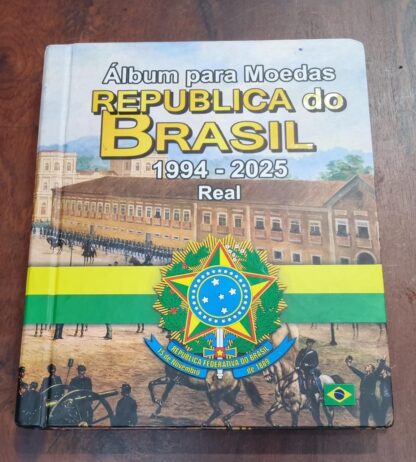 Álbum para Moedas
REPUBLICA do
BRASIL
1994 - 2025
Real
REPÚBLICA FEDERATIVA DO BRASIL
15 de Novembro
de 1889